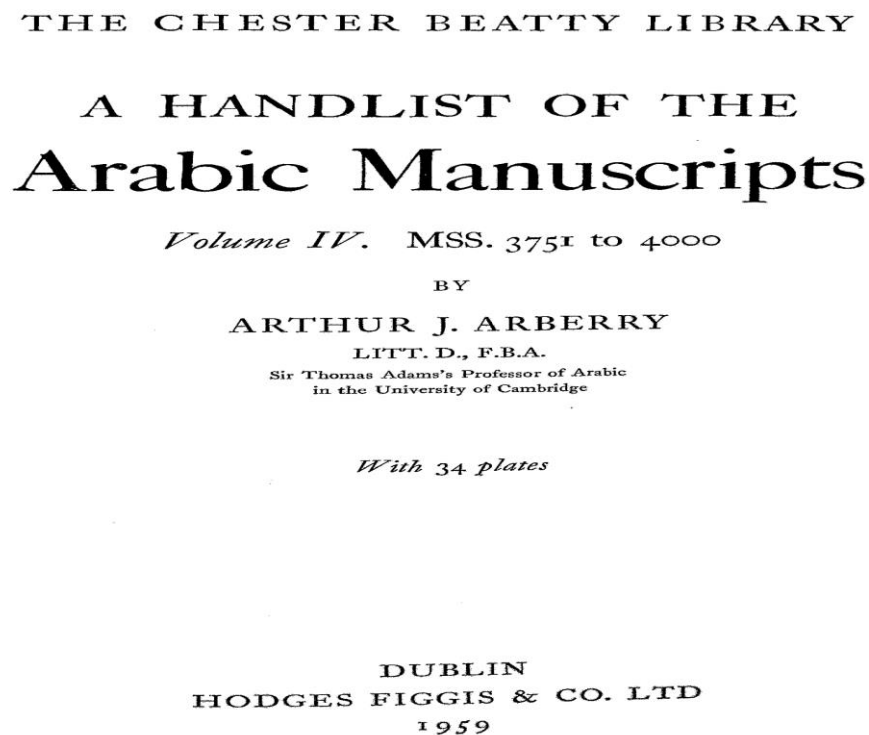 THE CHESTER BEATTY LIBRARY
A HANDLIST OF THE
Arabic Manuscripts
Volume IV. MSS. 3751 to 4000
BY
ARTHUR J. ARBERRY
LITT. D., F.B.A.
Sir Thomas Adams's Professor of Arabic
in the University of Cambridge
With 34 plates
DUBLIN
HODGES FIGGIS & CO. LTD
1959